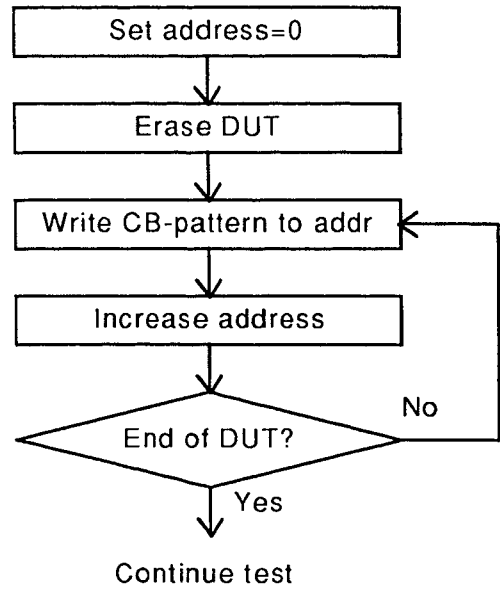 Set address=0
Erase DUT
Write CB-pattern to addr
Increase address
End of DUT?
No
Yes
Continue test